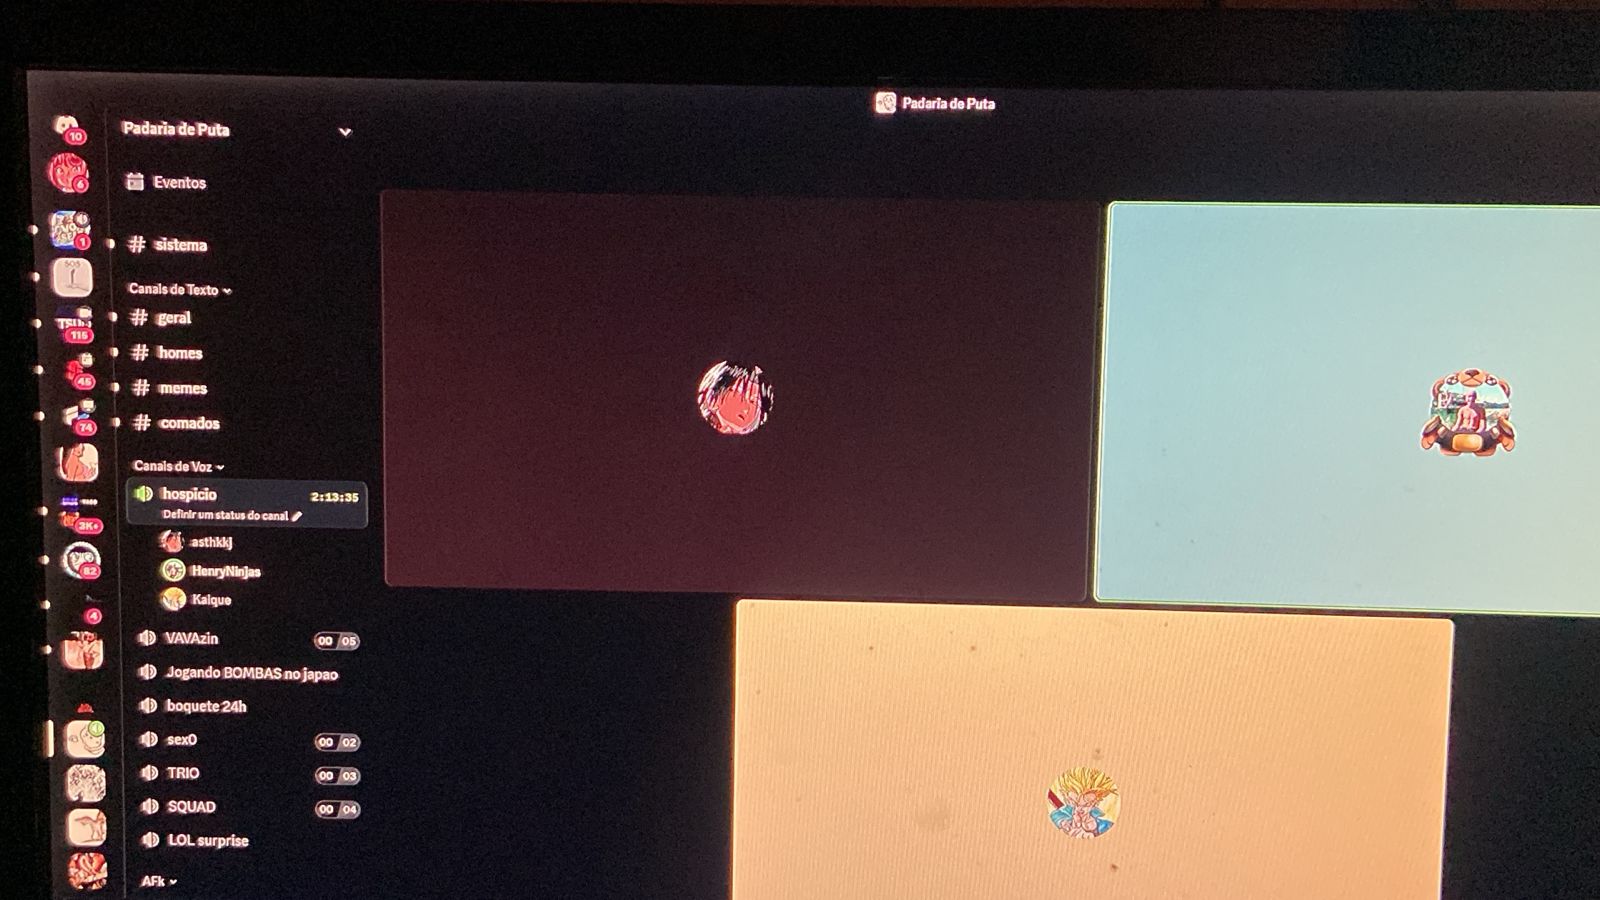 Padaria de Puta
Padaria de Puta
Eventos
# sistema
Canais de Texto
# geral
# homes
# memes
# comados
Canais de Voz
hospicio 2:13:35
Definir um status do canal
asthkkj
HenryNinjas
Kaique
VAVAzin 00 05
Jogando BOMBAS no japao
boquete 24h
sex0 00 02
TRIO 00 03
SQUAD 00 04
LOL surprise
AFk
10
6
1
SOS
115
45
74
3K+
82
4